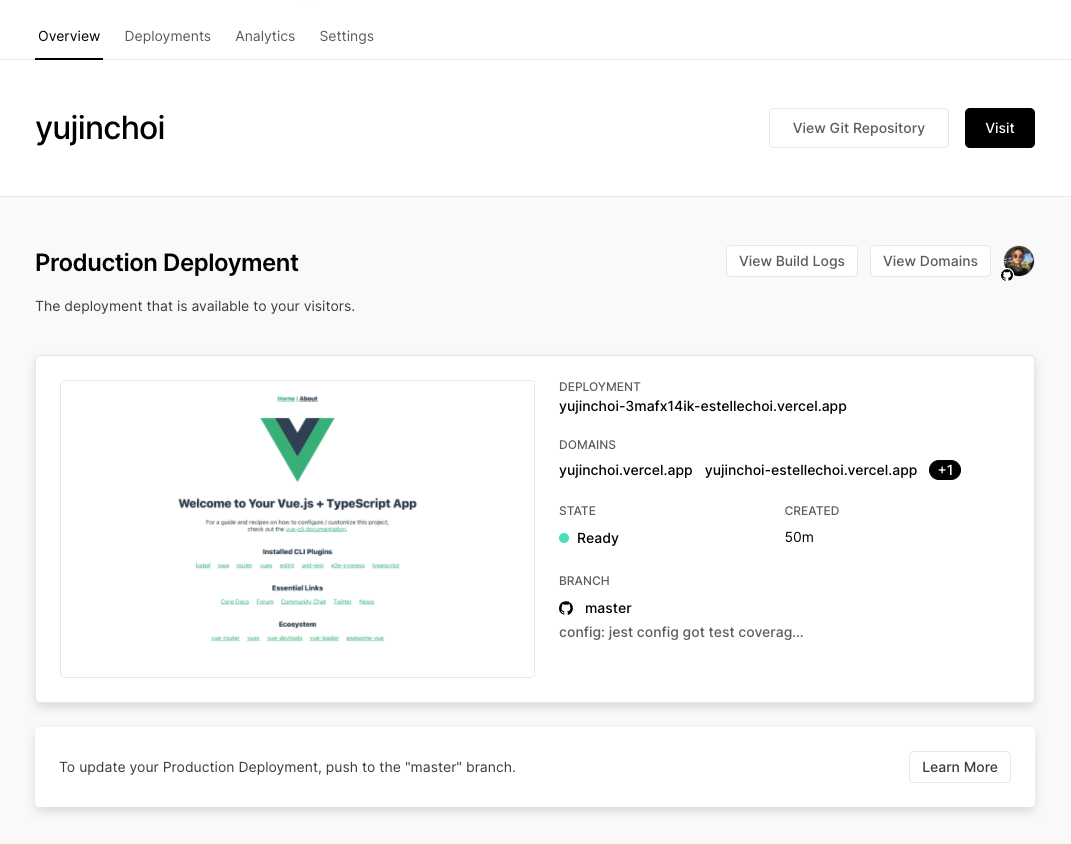 Overview Deployments Analytics Settings
yujinchoi
View Git Repository Visit
Production Deployment
View Build Logs View Domains
The deployment that is available to your visitors.
Home | About
Welcome to Your Vue.js + TypeScript App
For a guide and recipes on how to configure / customize this project,
check out the vue-cli documentation.
Installed CLI Plugins
babel pwa router vuex eslint unit-jest e2e-cypress typescript
Essential Links
Core Docs Forum Community Chat Twitter News
Ecosystem
vue-router vuex vue-devtools vue-loader awesome-vue
DEPLOYMENT
yujinchoi-3mafx14ik-estellechoi.vercel.app
DOMAINS
yujinchoi.vercel.app yujinchoi-estellechoi.vercel.app +1
STATE CREATED
Ready 50m
BRANCH
master
config: jest config got test coverag...
To update your Production Deployment, push to the "master" branch.
Learn More